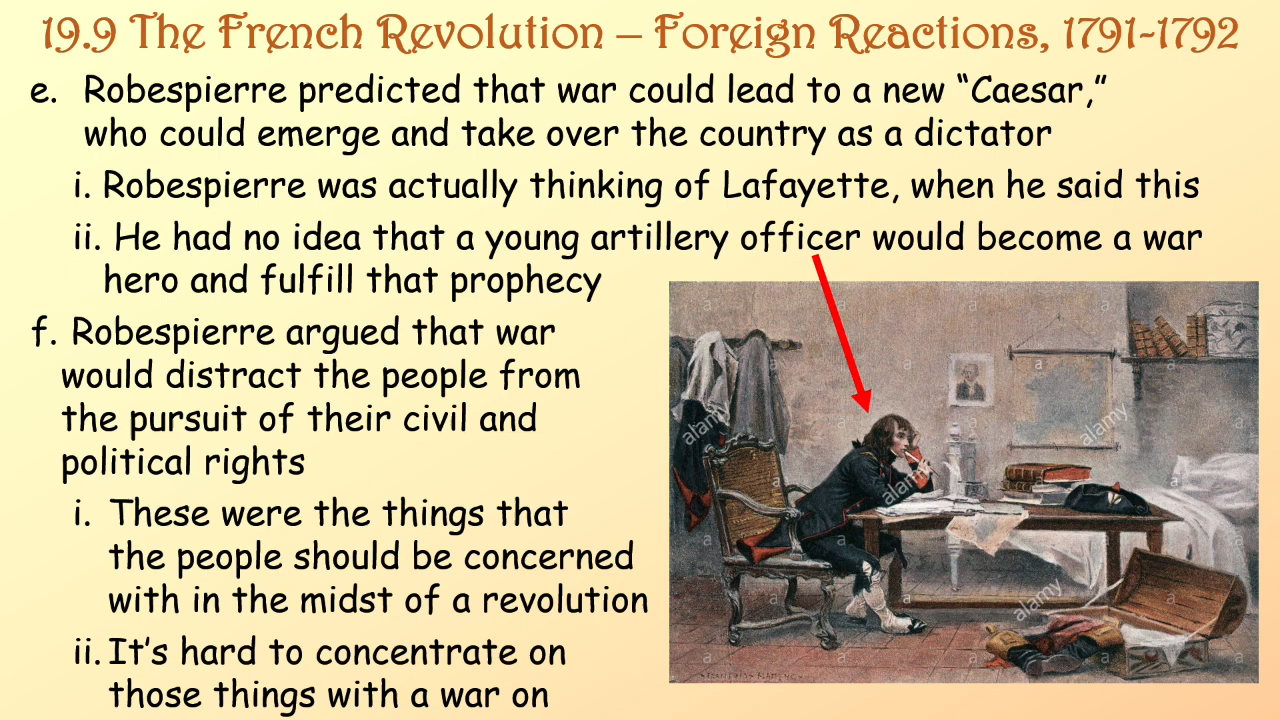 19.9 The French Revolution – Foreign Reactions, 1791-1792
e. Robespierre predicted that war could lead to a new “Caesar,”
who could emerge and take over the country as a dictator
i. Robespierre was actually thinking of Lafayette, when he said this
ii. He had no idea that a young artillery officer would become a war
hero and fulfill that prophecy
f. Robespierre argued that war
would distract the people from
the pursuit of their civil and
political rights
i. These were the things that
the people should be concerned
with in the midst of a revolution
ii. It’s hard to concentrate on
those things with a war on
alamy
alamy
alamy
alamy